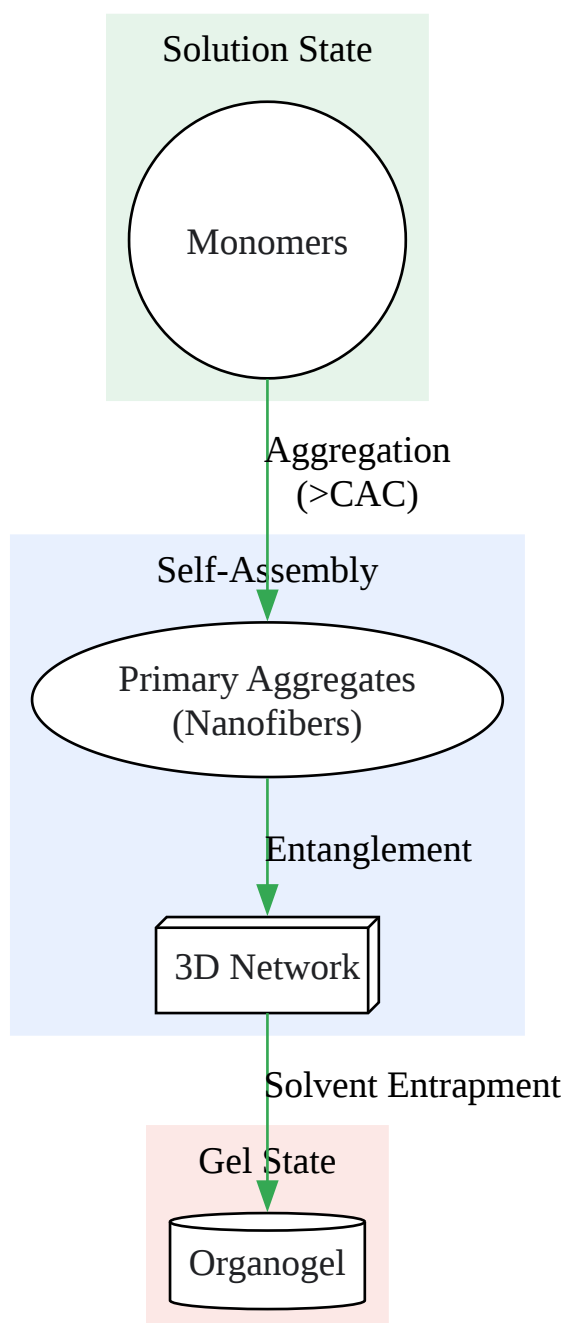 Solution State
Monomers
Aggregation
(>CAC)
Self-Assembly
Primary Aggregates
(Nanofibers)
Entanglement
3D Network
Solvent Entrapment
Gel State
Organogel